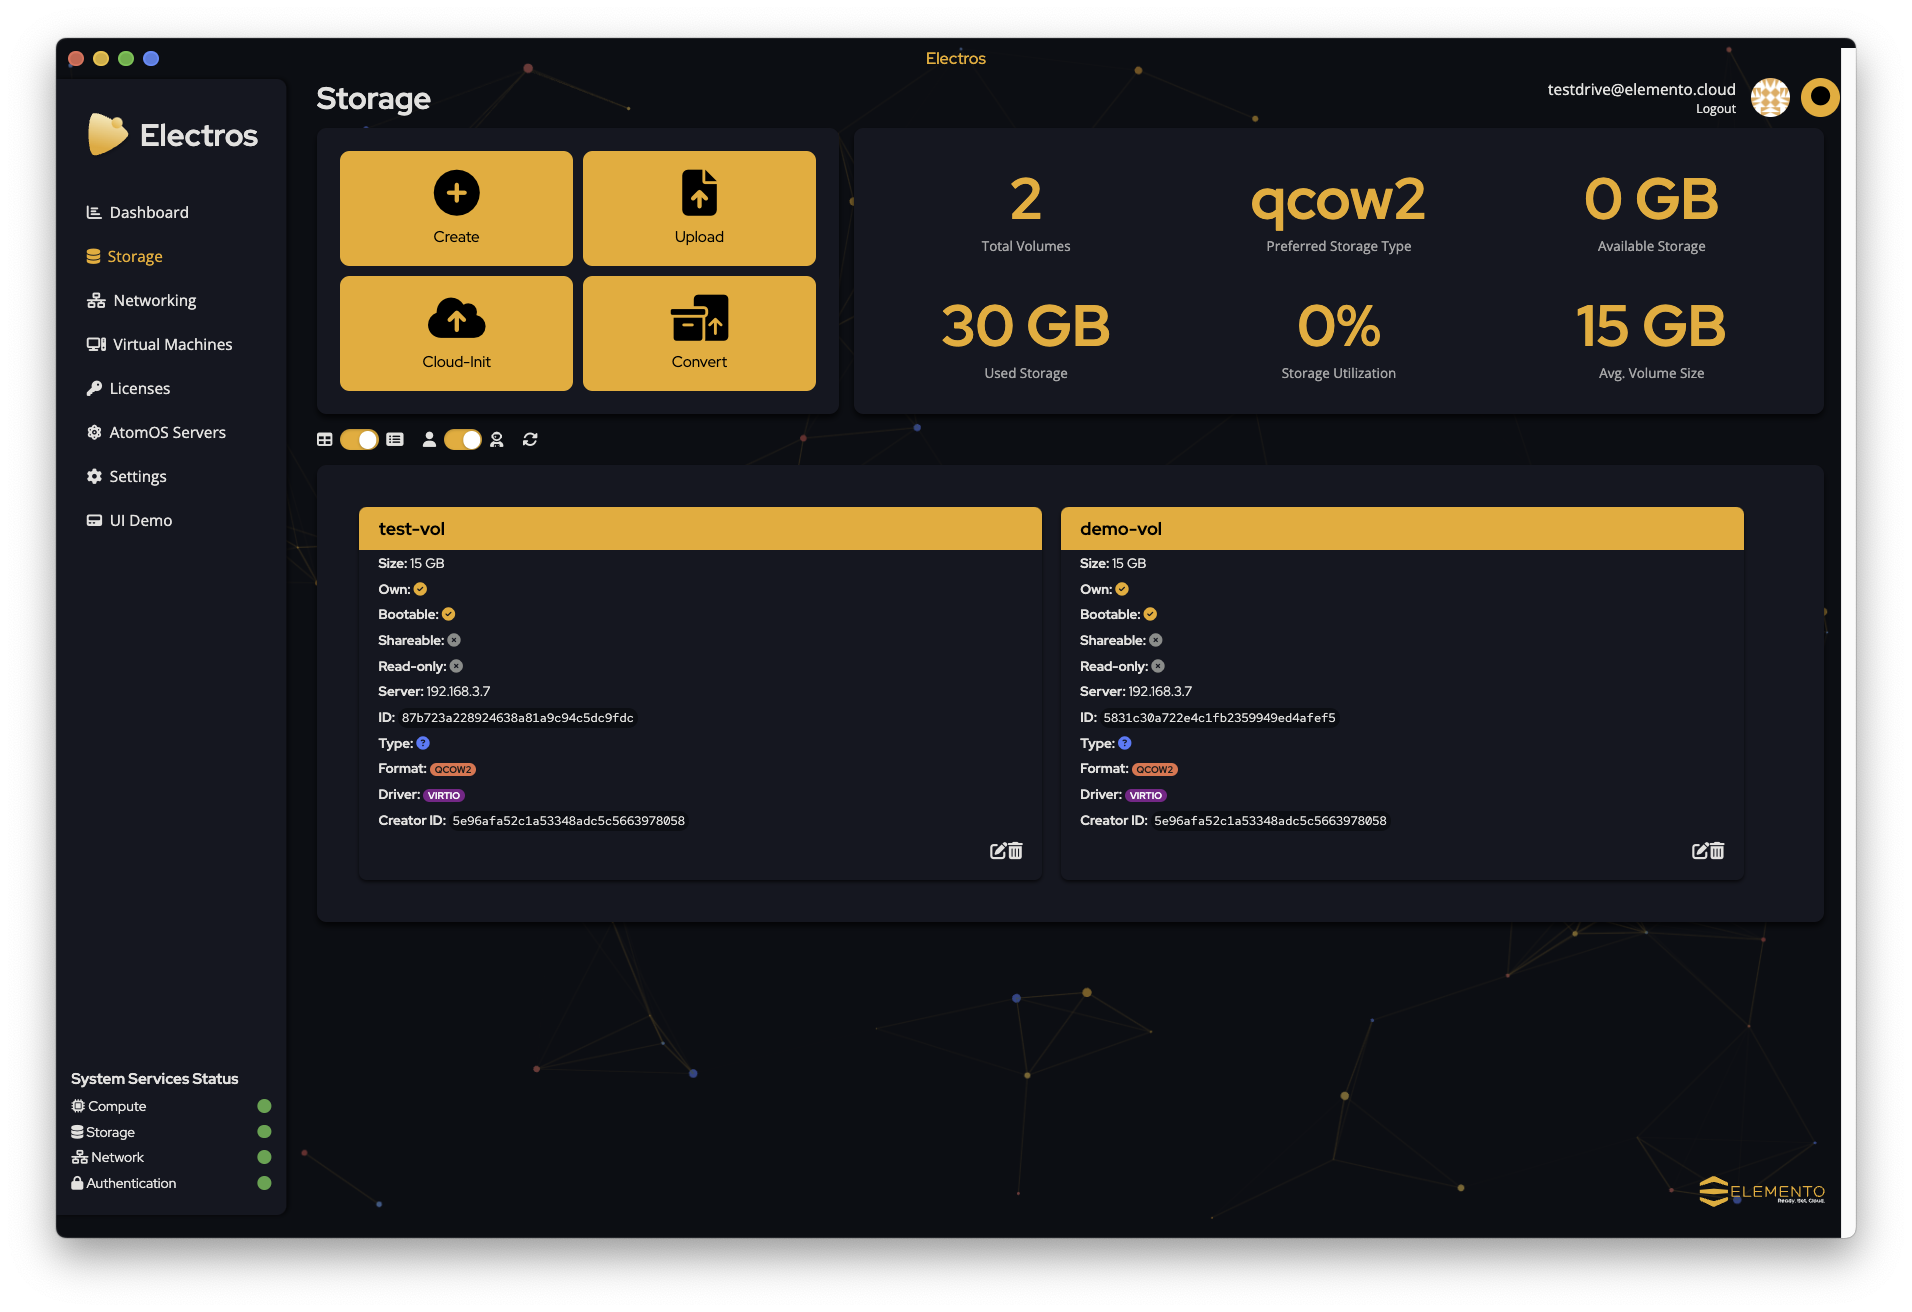 Electros
Electros
Dashboard
Storage
Networking
Virtual Machines
Licenses
AtomOS Servers
Settings
UI Demo
System Services Status
Compute
Storage
Network
Authentication
Storage
testdrive@elemento.cloud
Logout
Create
Upload
Cloud-Init
Convert
2
Total Volumes
qcow2
Preferred Storage Type
0 GB
Available Storage
30 GB
Used Storage
0%
Storage Utilization
15 GB
Avg. Volume Size
test-vol
Size: 15 GB
Own:
Bootable:
Shareable:
Read-only:
Server: 192.168.3.7
ID: 87b723a228924638a81a9c94c5dc9fdc
Type: ?
Format: QCOW2
Driver: VIRTIO
Creator ID: 5e96afa52c1a53348adc5c5663978058
demo-vol
Size: 15 GB
Own:
Bootable:
Shareable:
Read-only:
Server: 192.168.3.7
ID: 5831c30a722e4c1fb2359949ed4afef5
Type: ?
Format: QCOW2
Driver: VIRTIO
Creator ID: 5e96afa52c1a53348adc5c5663978058
ELEMENTO
Ready. Set. Cloud.